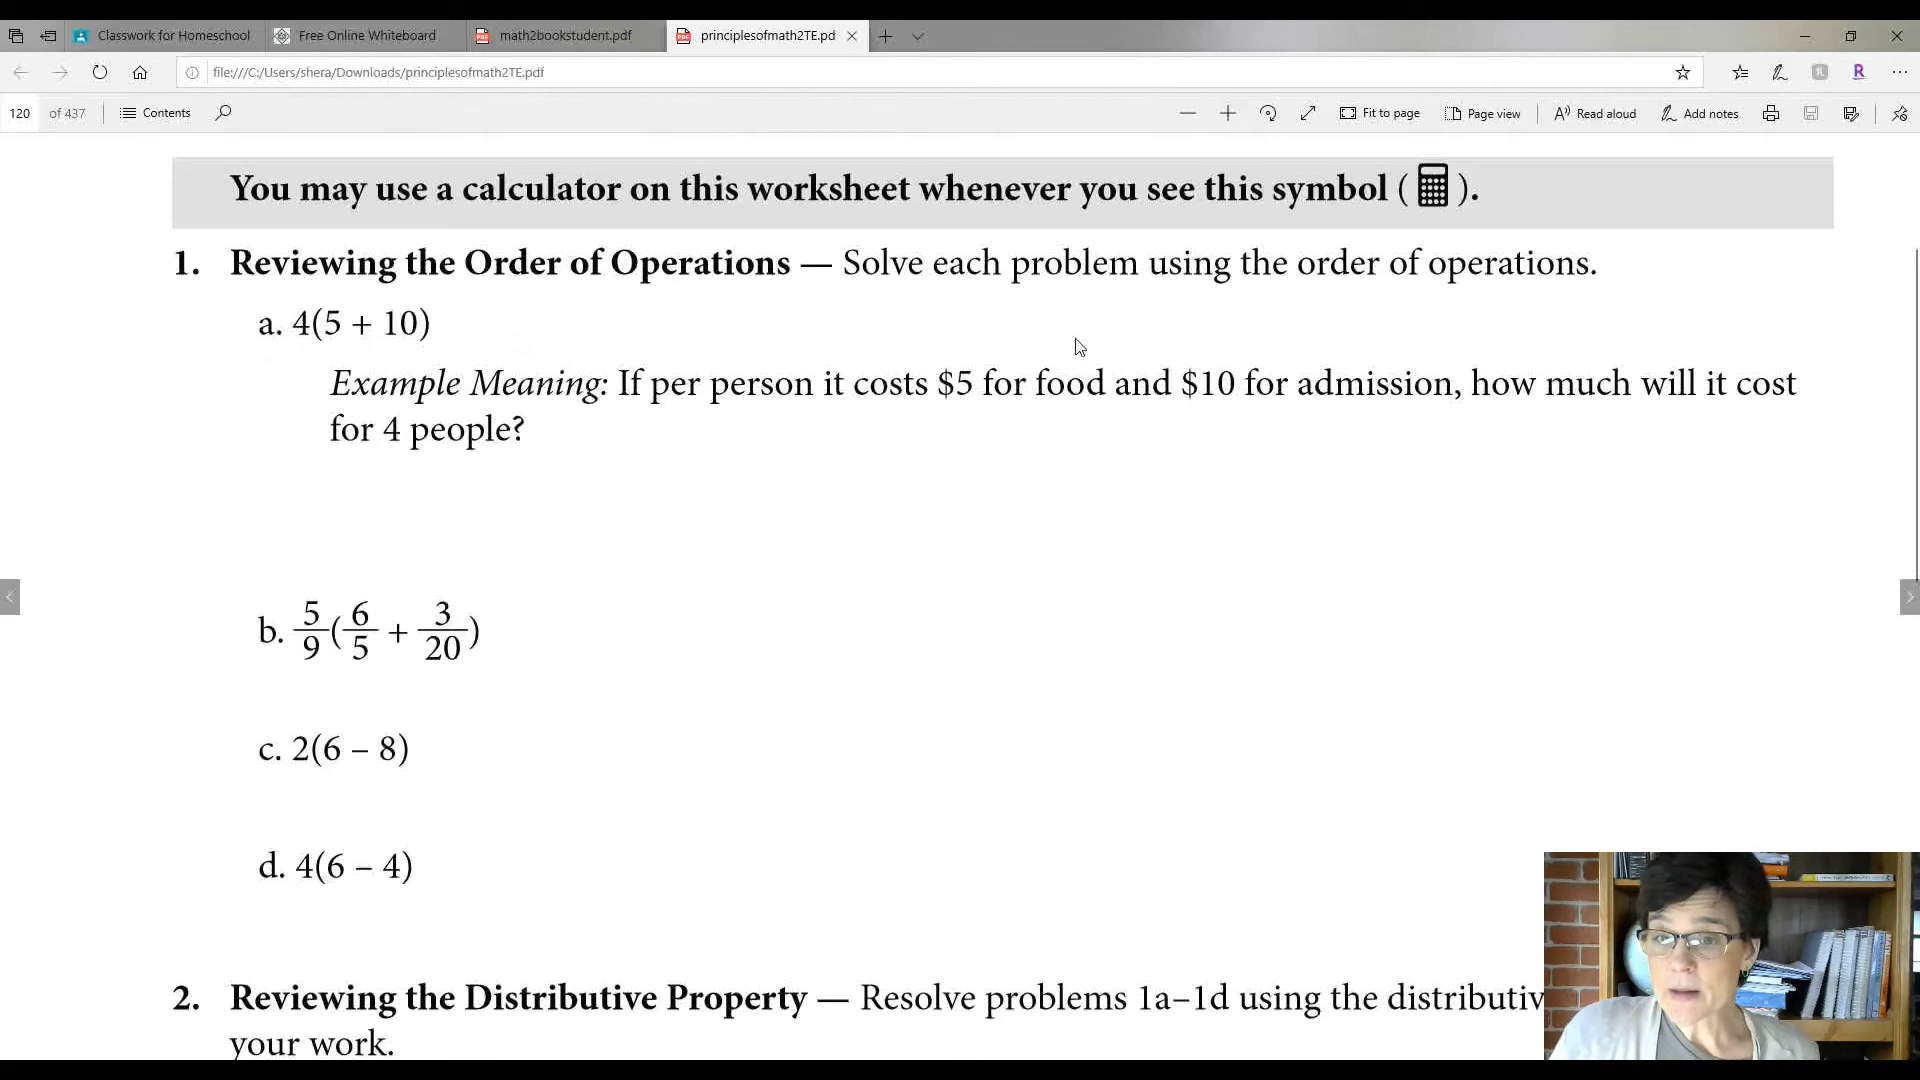 Classwork for Homeschool
Free Online Whiteboard
math2bookstudent.pdf
principlesofmath2TE.pd
file:///C:/Users/shera/Downloads/principlesofmath2TE.pdf
R
120 of 437
Contents
Fit to page
Page view
Read aloud
Add notes
You may use a calculator on this worksheet whenever you see this symbol ( ).
1. Reviewing the Order of Operations — Solve each problem using the order of operations.
a. 4(5 + 10)
Example Meaning: If per person it costs $5 for food and $10 for admission, how much will it cost
for 4 people?
b. 5/9(6/5 + 3/20)
c. 2(6 – 8)
d. 4(6 – 4)
2. Reviewing the Distributive Property — Resolve problems 1a–1d using the distributiv
your work.